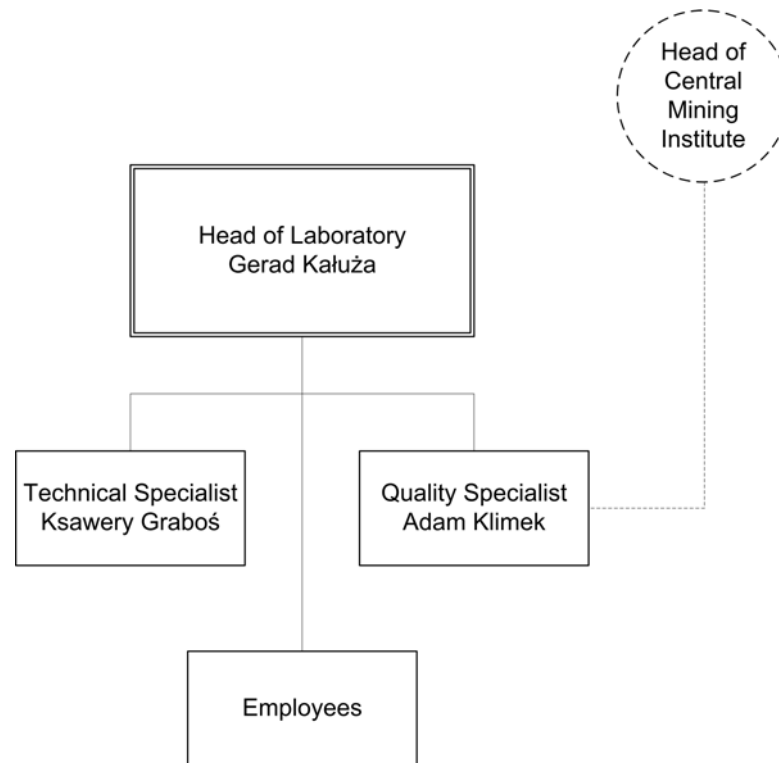 Head of
Central
Mining
Institute
Head of Laboratory
Gerad Kałuża
Technical Specialist
Ksawery Graboś
Quality Specialist
Adam Klimek
Employees